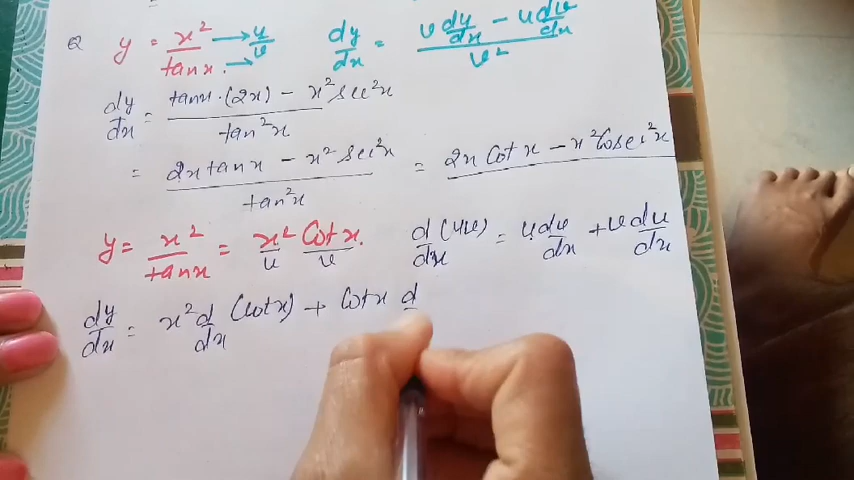 Q y = x²/tanx → u → v dy/dx = (v du/dx - u dv/dx)/v²
dy/dx = (tanx·(2x) - x² sec²x)/tan²x
= (2x tanx - x² sec²x)/tan²x = 2x Cot x - x² Cosec²x
y = x²/tanx = x²/u Cot x/v. d/dx (uv) = u dv/dx + v du/dx
dy/dx = x² d/dx (cotx) + Cotx d